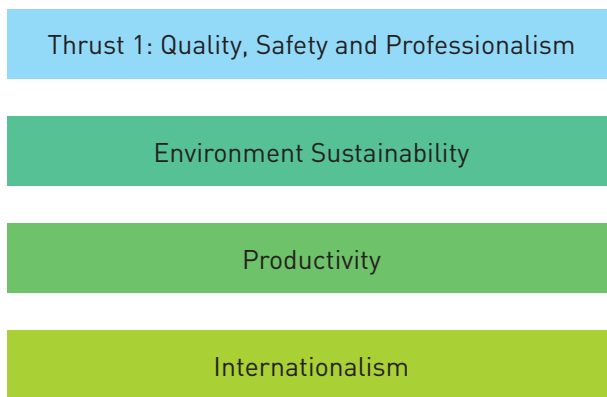 Thrust 1: Quality, Safety and Professionalism
Environment Sustainability
Productivity
Internationalism